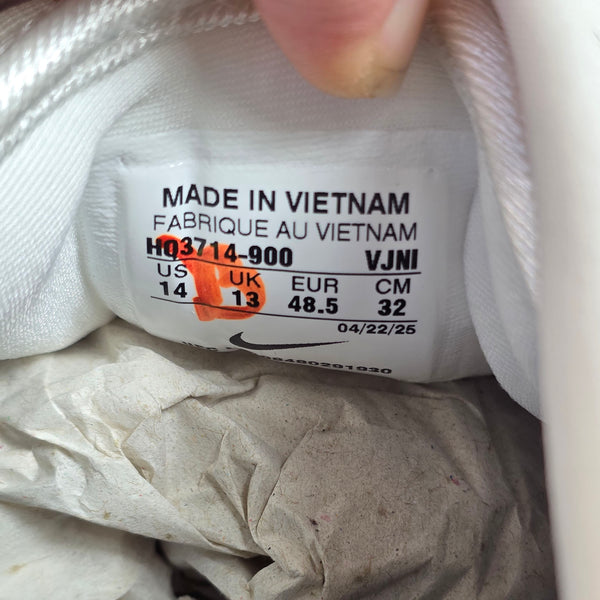 MADE IN VIETNAM
FABRIQUE AU VIETNAM
HQ3714-900 VJNI
US UK EUR CM
14 13 48.5 32
04/22/25